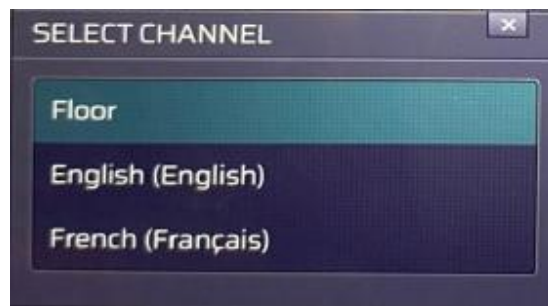 SELECT CHANNEL
Floor
English (English)
French (Français)